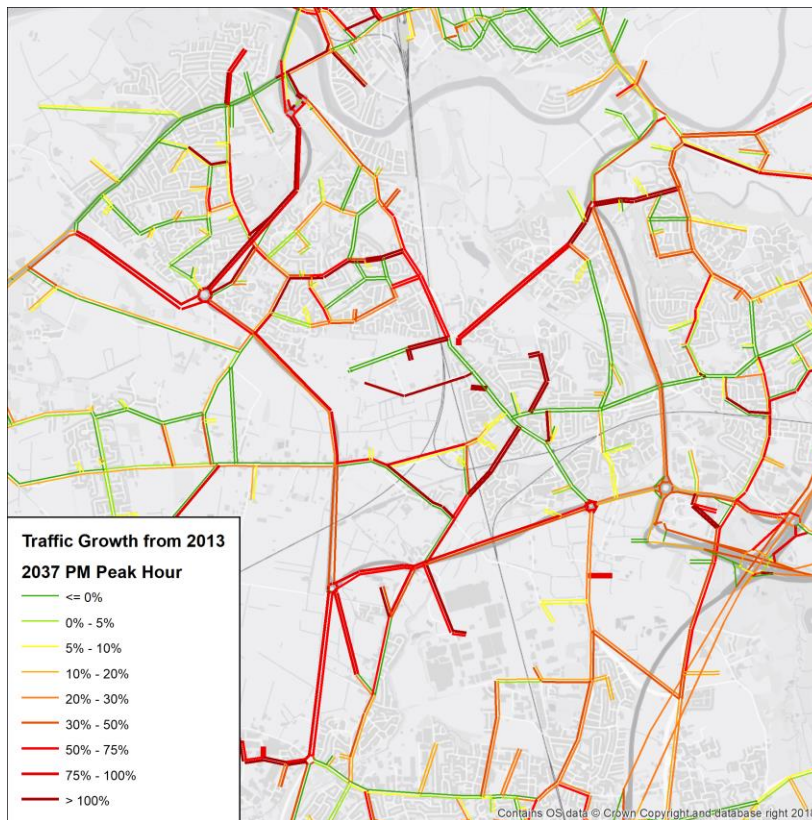 Traffic Growth from 2013
2037 PM Peak Hour
<= 0%
0% - 5%
5% - 10%
10% - 20%
20% - 30%
30% - 50%
50% - 75%
75% - 100%
> 100%
Contains OS data © Crown Copyright and database right 201